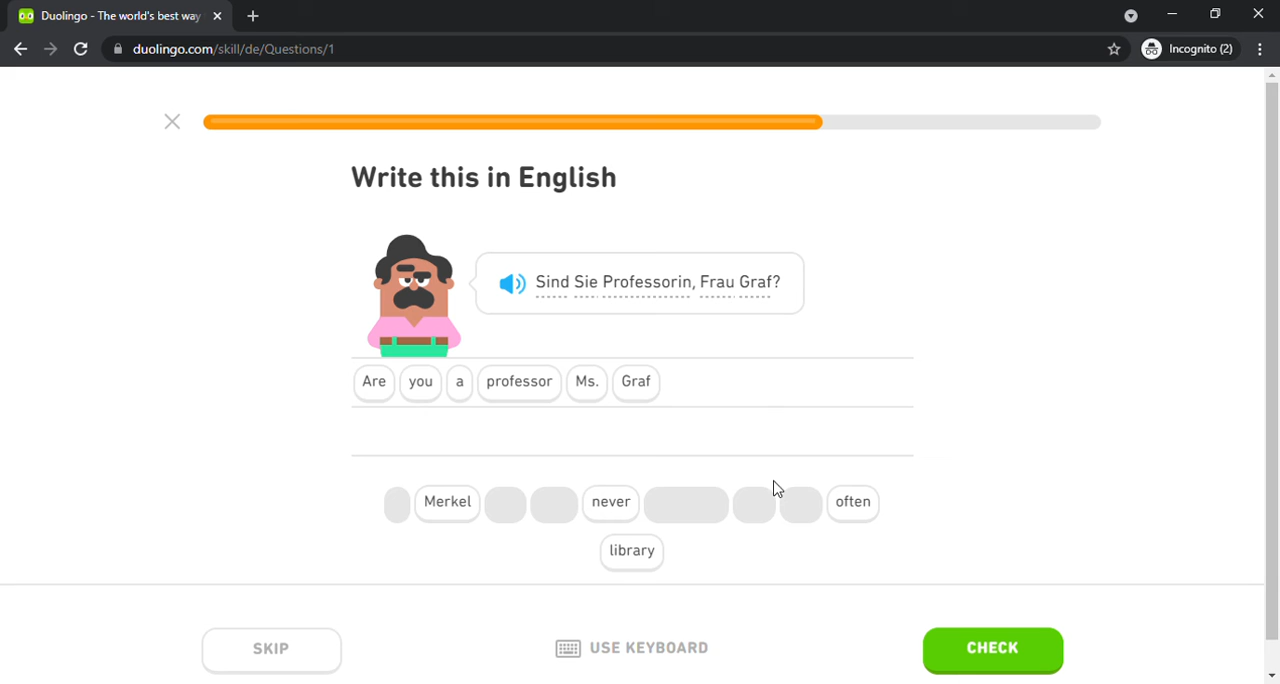 Duolingo - The world's best way
duolingo.com/skill/de/Questions/1
Incognito (2)
Write this in English
Sind Sie Professorin, Frau Graf?
Are you a professor Ms. Graf
Merkel never often
library
SKIP USE KEYBOARD CHECK